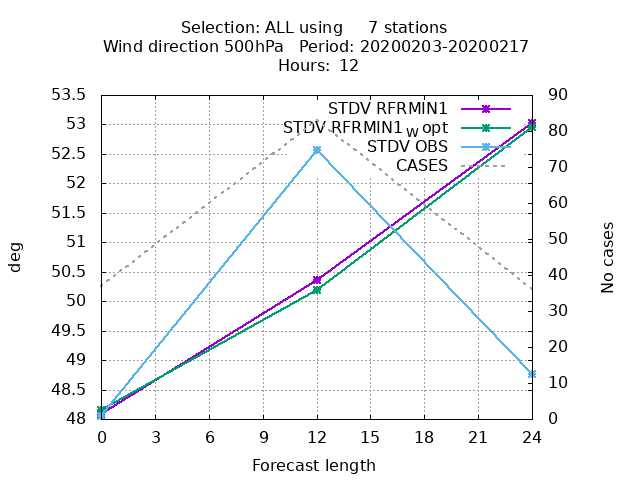 Selection: ALL using     7 stations
Wind direction 500hPa   Period: 20200203-20200217
Hours:  12
STDV RFRMIN1
STDV RFRMIN1 w opt
STDV OBS
CASES
53.5
53
52.5
52
51.5
51
50.5
50
49.5
49
48.5
48
90
80
70
60
50
40
30
20
10
0
deg
No cases
0 3 6 9 12 15 18 21 24
Forecast length